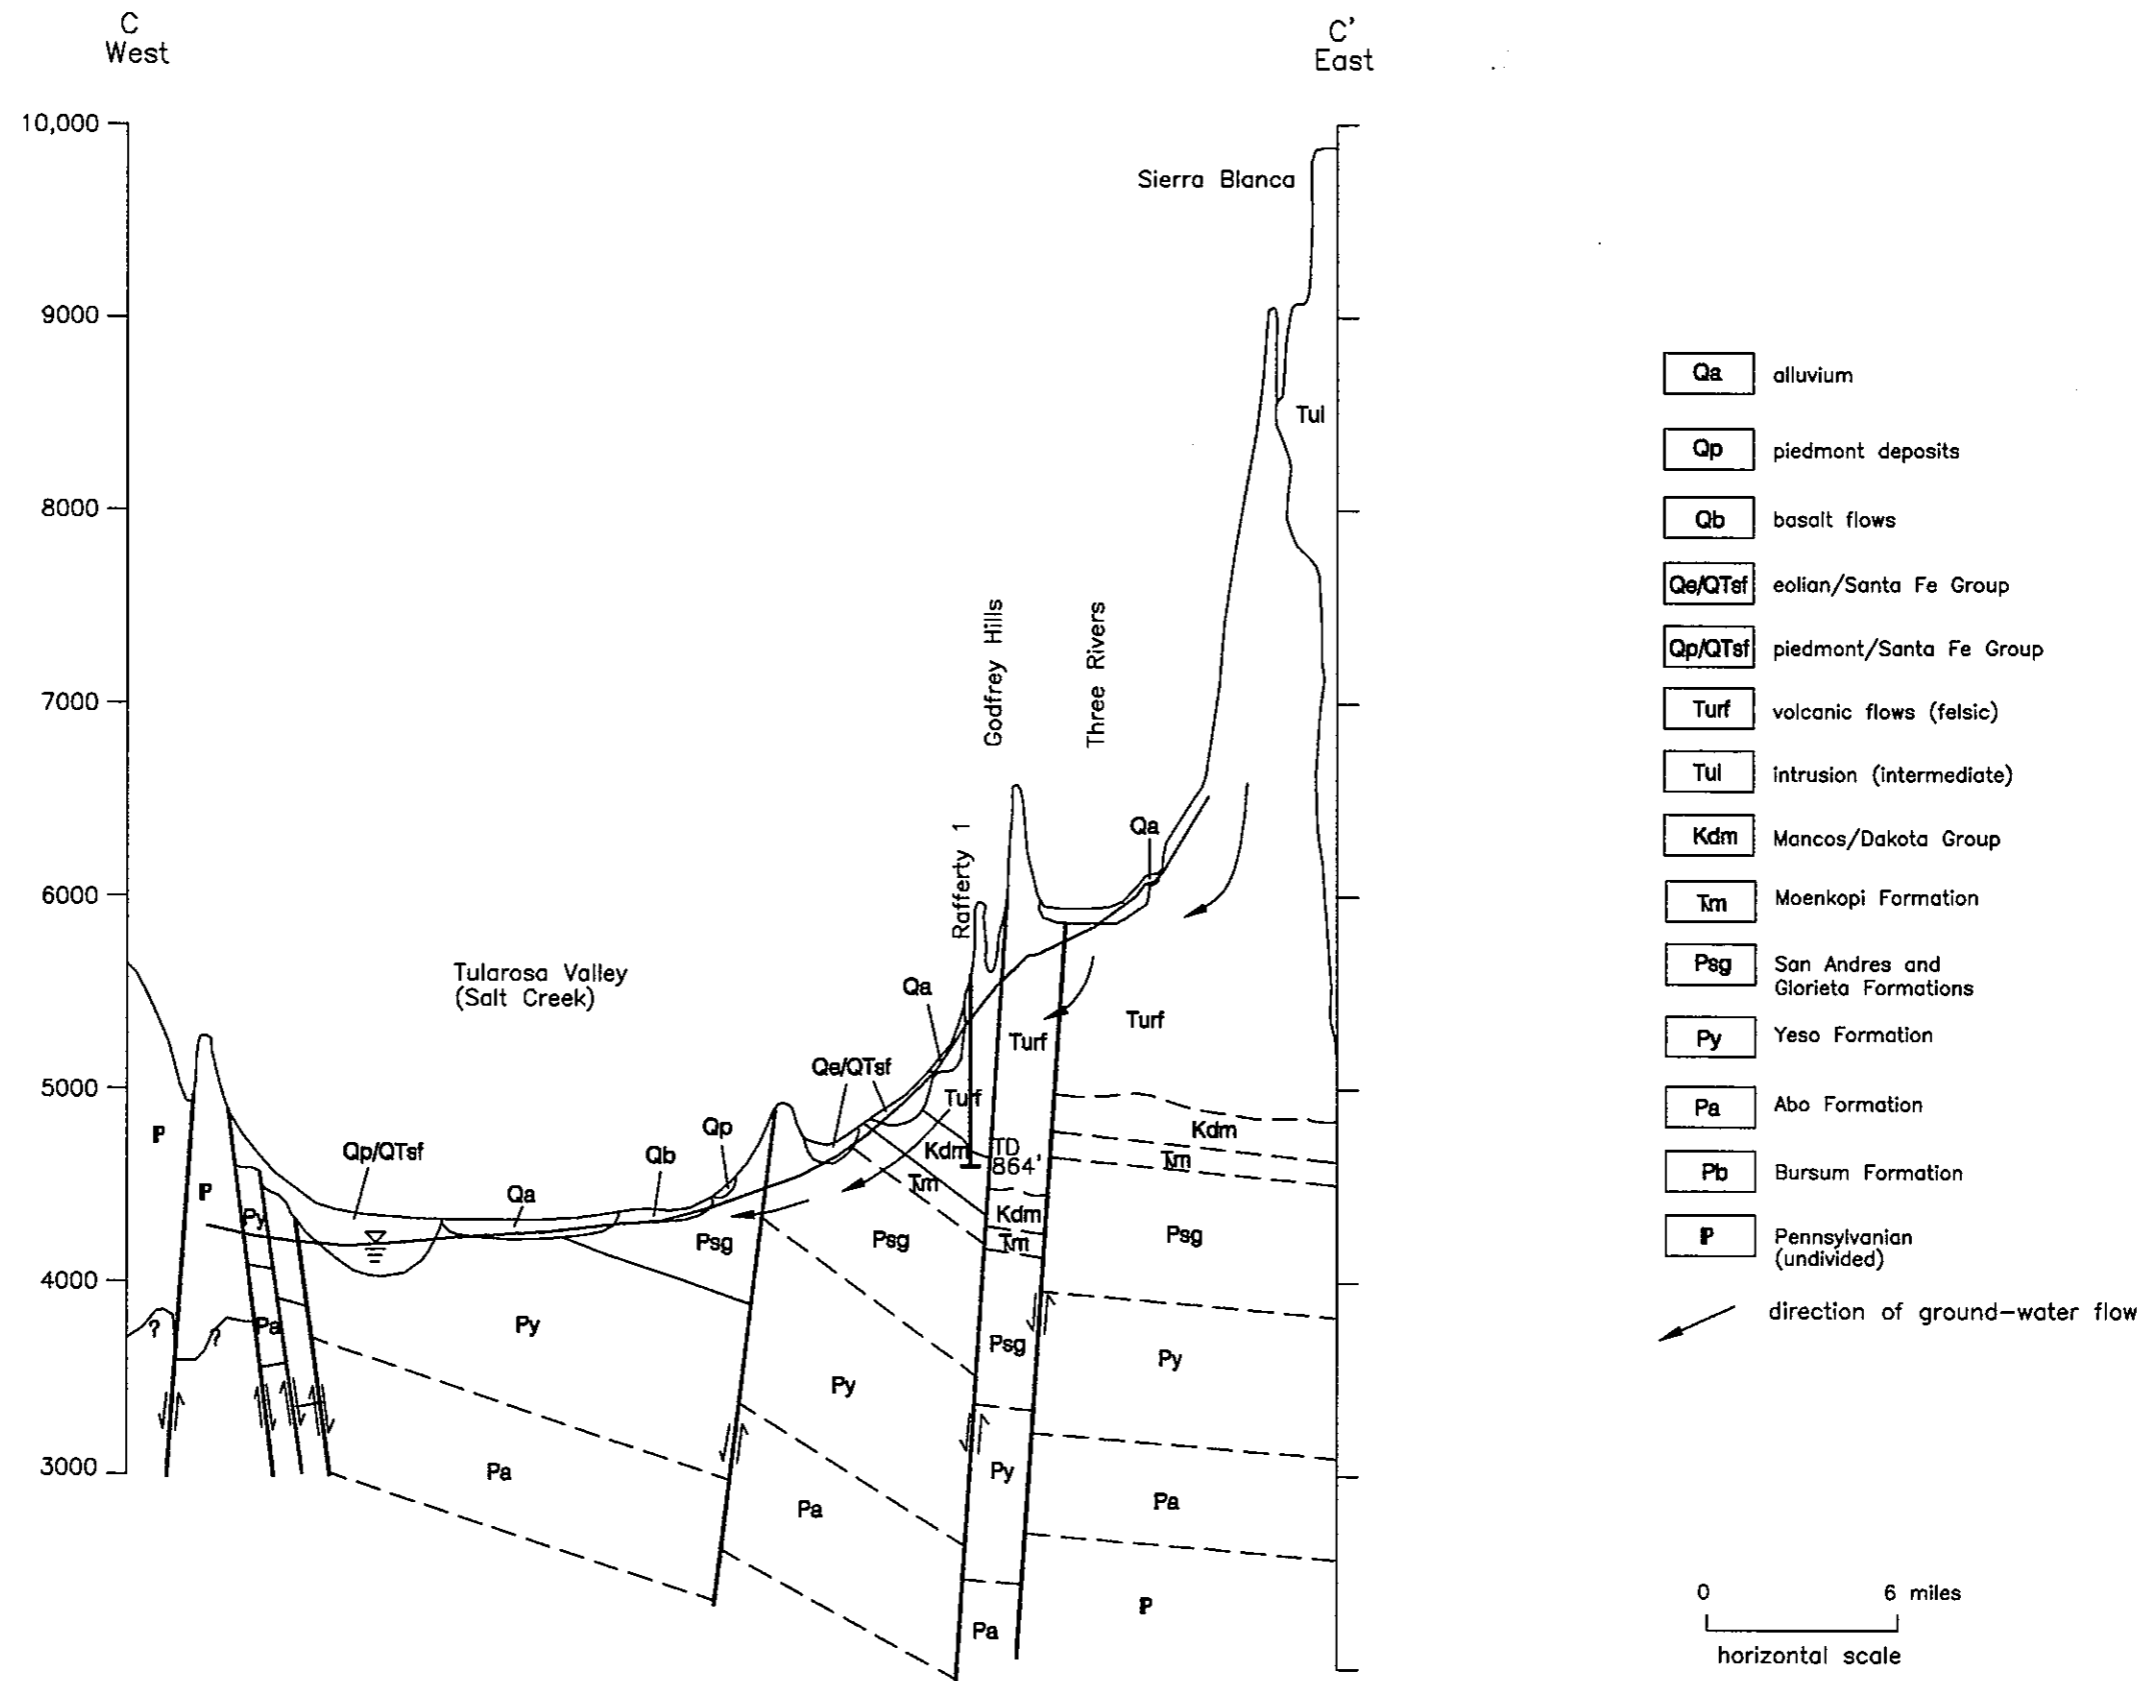 C
West
C'
East
10,000
9000
8000
7000
6000
5000
4000
3000
Sierra Blanca
Tul
Godfrey Hills
Three Rivers
Rafferty 1
Qa
Tularosa Valley
(Salt Creek)
Qa
Qe/QTsf
Turf
Turf
Turf
Qp
Qb
Qa
Qp/QTsf
P
P
Py
Pa
?
?
Kdm
TD
864'
Kdm
Tm
Tm
Kdm
Tm
Psg
Psg
Psg
Psg
Py
Py
Py
Py
Pa
Pa
Pa
Pa
P
Qa alluvium
Qp piedmont deposits
Qb basalt flows
Qe/QTsf eolian/Santa Fe Group
Qp/QTsf piedmont/Santa Fe Group
Turf volcanic flows (felsic)
Tul intrusion (intermediate)
Kdm Mancos/Dakota Group
Tm Moenkopi Formation
Psg San Andres and
Glorieta Formations
Py Yeso Formation
Pa Abo Formation
Pb Bursum Formation
P Pennsylvanian
(undivided)
direction of ground-water flow
0 6 miles
horizontal scale